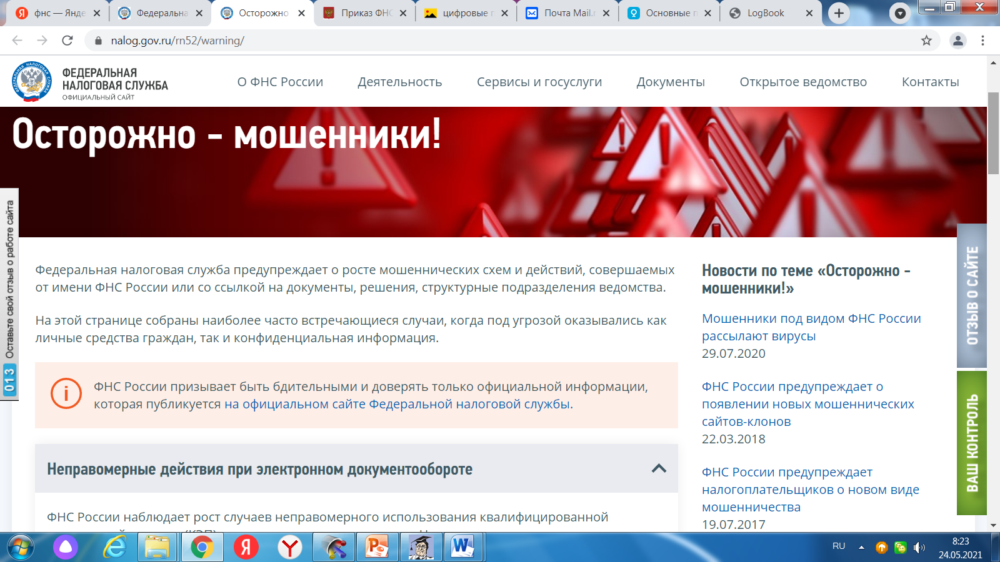 фнс — Янде
Федеральна
Осторожно
Приказ ФНС
цифровые п
Почта Mail.r
Основные п
LogBook
nalog.gov.ru/rn52/warning/
ФЕДЕРАЛЬНАЯ
НАЛОГОВАЯ СЛУЖБА
ОФИЦИАЛЬНЫЙ САЙТ
О ФНС России
Деятельность
Сервисы и госуслуги
Документы
Открытое ведомство
Контакты
Осторожно - мошенники!
Оставьте свой отзыв о работе сайта
013
Федеральная налоговая служба предупреждает о росте мошеннических схем и действий, совершаемых
от имени ФНС России или со ссылкой на документы, решения, структурные подразделения ведомства.
На этой странице собраны наиболее часто встречающиеся случаи, когда под угрозой оказывались как
личные средства граждан, так и конфиденциальная информация.
ФНС России призывает быть бдительными и доверять только официальной информации,
которая публикуется на официальном сайте Федеральной налоговой службы.
Неправомерные действия при электронном документообороте
ФНС России наблюдает рост случаев неправомерного использования квалифицированной
Новости по теме «Осторожно -
мошенники!»
Мошенники под видом ФНС России
рассылают вирусы
29.07.2020
ФНС России предупреждает о
появлении новых мошеннических
сайтов-клонов
22.03.2018
ФНС России предупреждает
налогоплательщиков о новом виде
мошенничества
19.07.2017
ОТЗЫВ О САЙТЕ
ВАШ КОНТРОЛЬ
RU
8:23
24.05.2021